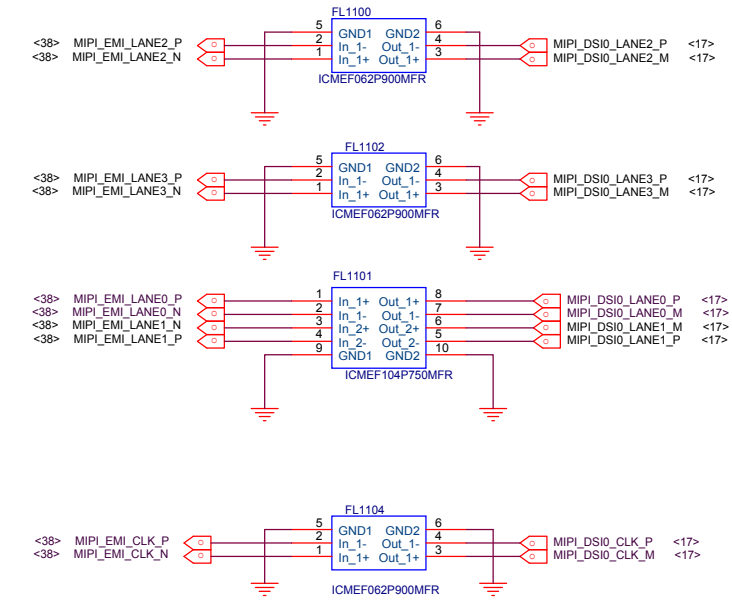 FL1100
5 GND1 GND2 6
<38> MIPI_EMI_LANE2_P 2 In_1- Out_1- 4 MIPI_DSI0_LANE2_P <17>
<38> MIPI_EMI_LANE2_N 1 In_1+ Out_1+ 3 MIPI_DSI0_LANE2_M <17>
ICMEF062P900MFR
FL1102
5 GND1 GND2 6
<38> MIPI_EMI_LANE3_P 2 In_1- Out_1- 4 MIPI_DSI0_LANE3_P <17>
<38> MIPI_EMI_LANE3_N 1 In_1+ Out_1+ 3 MIPI_DSI0_LANE3_M <17>
ICMEF062P900MFR
FL1101
<38> MIPI_EMI_LANE0_P 1 In_1+ Out_1+ 8 MIPI_DSI0_LANE0_P <17>
<38> MIPI_EMI_LANE0_N 2 In_1- Out_1- 7 MIPI_DSI0_LANE0_M <17>
<38> MIPI_EMI_LANE1_N 3 In_2+ Out_2+ 6 MIPI_DSI0_LANE1_M <17>
<38> MIPI_EMI_LANE1_P 4 In_2- Out_2- 5 MIPI_DSI0_LANE1_P <17>
9 GND1 GND2 10
ICMEF104P750MFR
FL1104
5 GND1 GND2 6
<38> MIPI_EMI_CLK_P 2 In_1- Out_1- 4 MIPI_DSI0_CLK_P <17>
<38> MIPI_EMI_CLK_N 1 In_1+ Out_1+ 3 MIPI_DSI0_CLK_M <17>
ICMEF062P900MFR